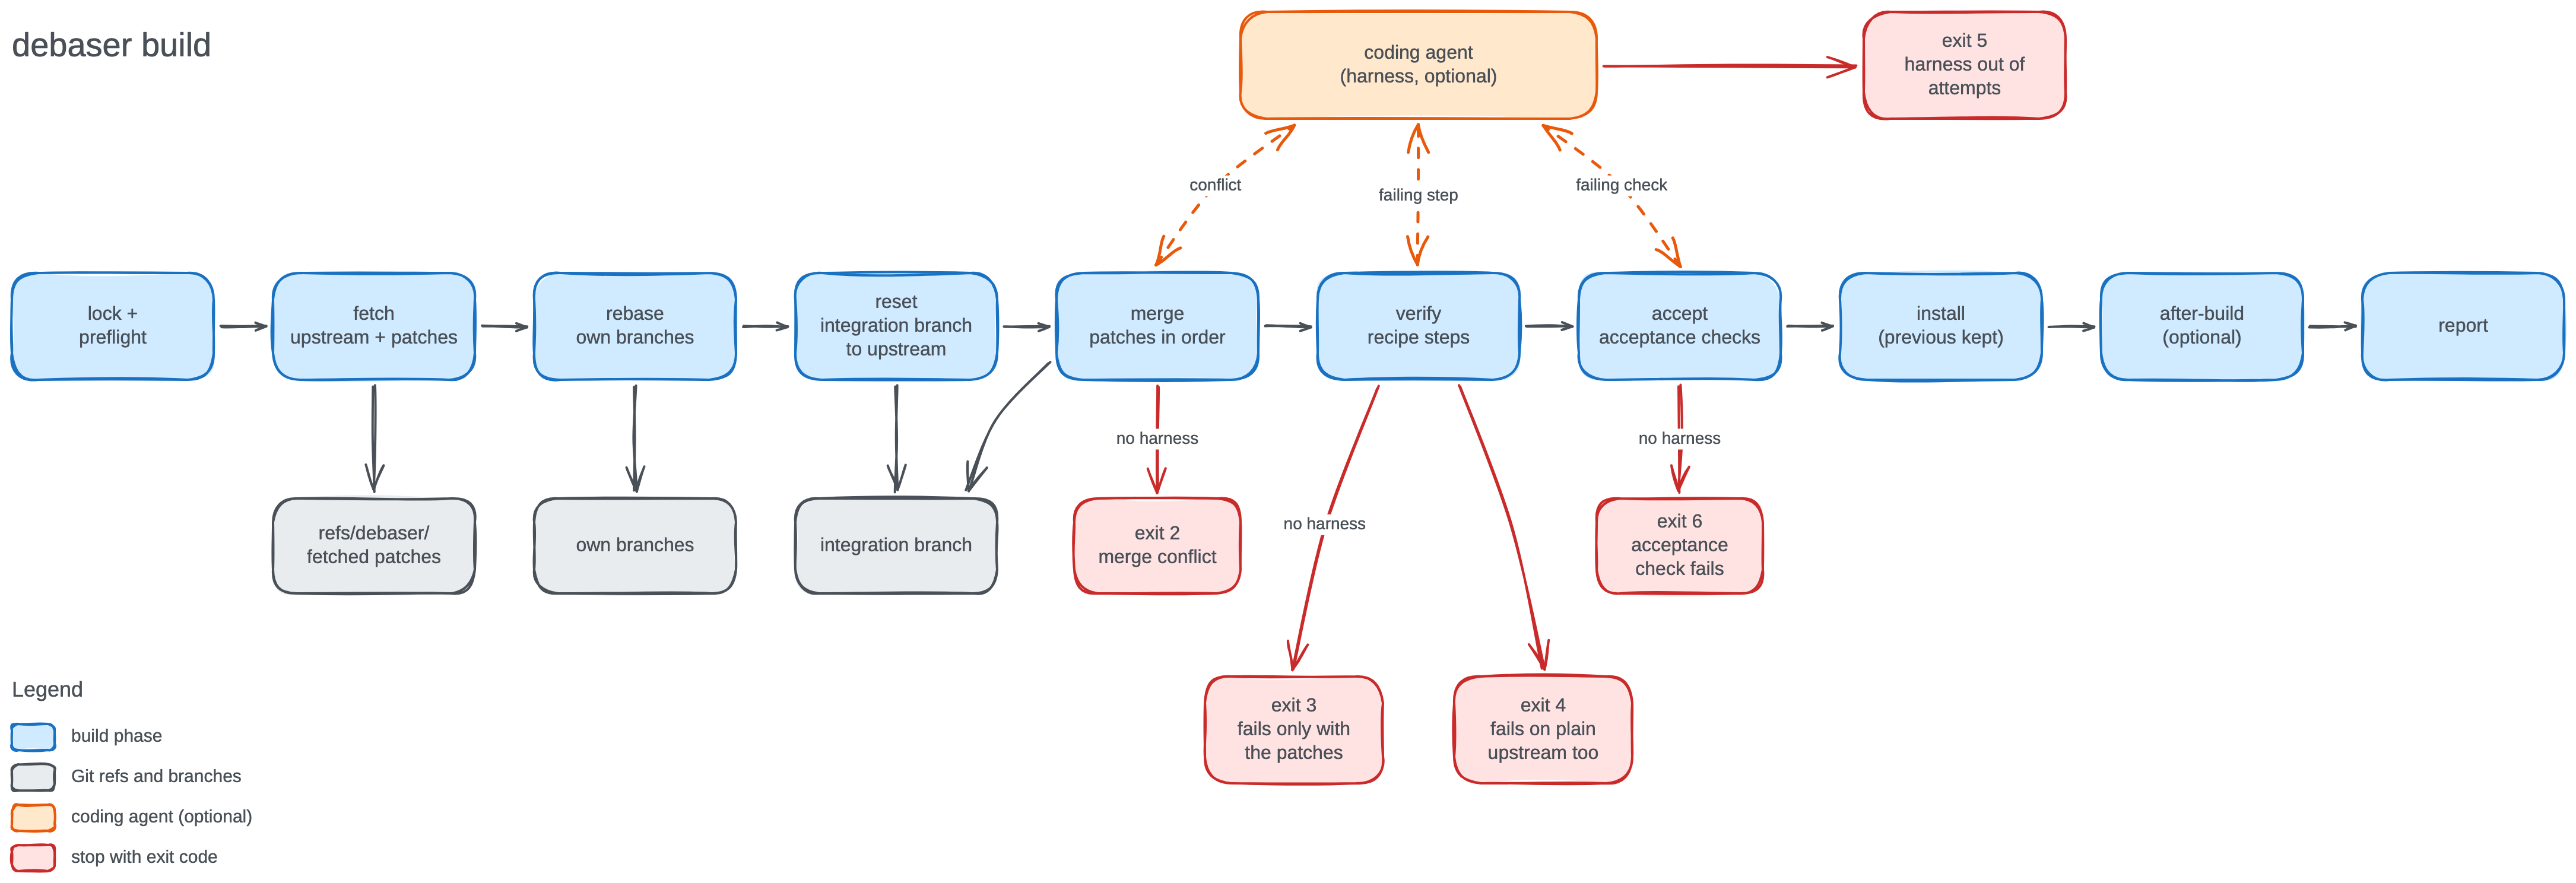 debaser build
coding agent
(harness, optional)
exit 5
harness out of
attempts
conflict
failing step
failing check
lock +
preflight
fetch
upstream + patches
rebase
own branches
reset
integration branch
to upstream
merge
patches in order
verify
recipe steps
accept
acceptance checks
install
(previous kept)
after-build
(optional)
report
no harness
no harness
no harness
refs/debaser/
fetched patches
own branches
integration branch
exit 2
merge conflict
exit 6
acceptance
check fails
exit 3
fails only with
the patches
exit 4
fails on plain
upstream too
Legend
build phase
Git refs and branches
coding agent (optional)
stop with exit code